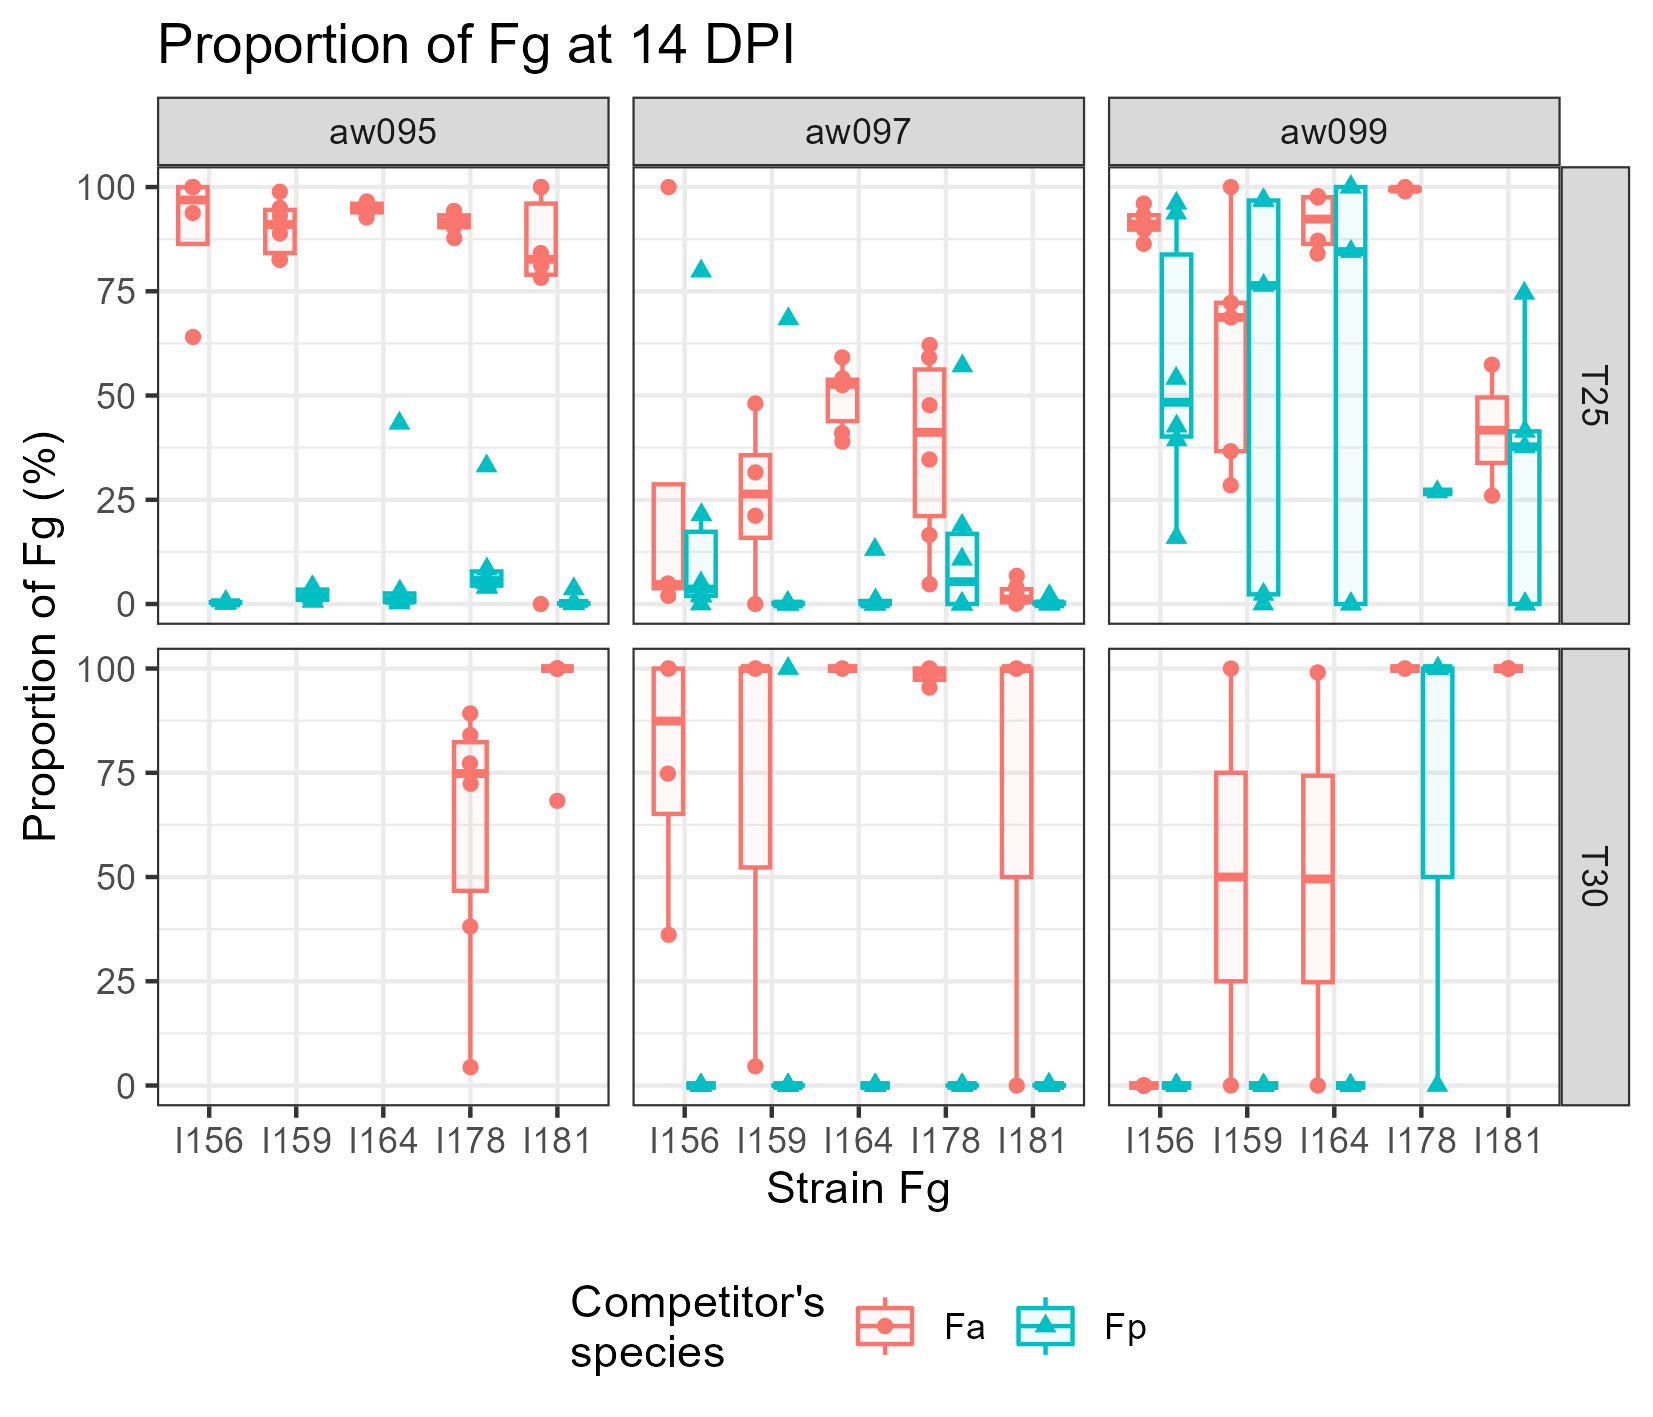 Proportion of Fg at 14 DPI
aw095 aw097 aw099
100
75
50
25
0
T25
100
75
50
25
0
T30
Proportion of Fg (%)
I156 I159 I164 I178 I181 I156 I159 I164 I178 I181 I156 I159 I164 I178 I181
Strain Fg
Competitor's
species
Fa Fp